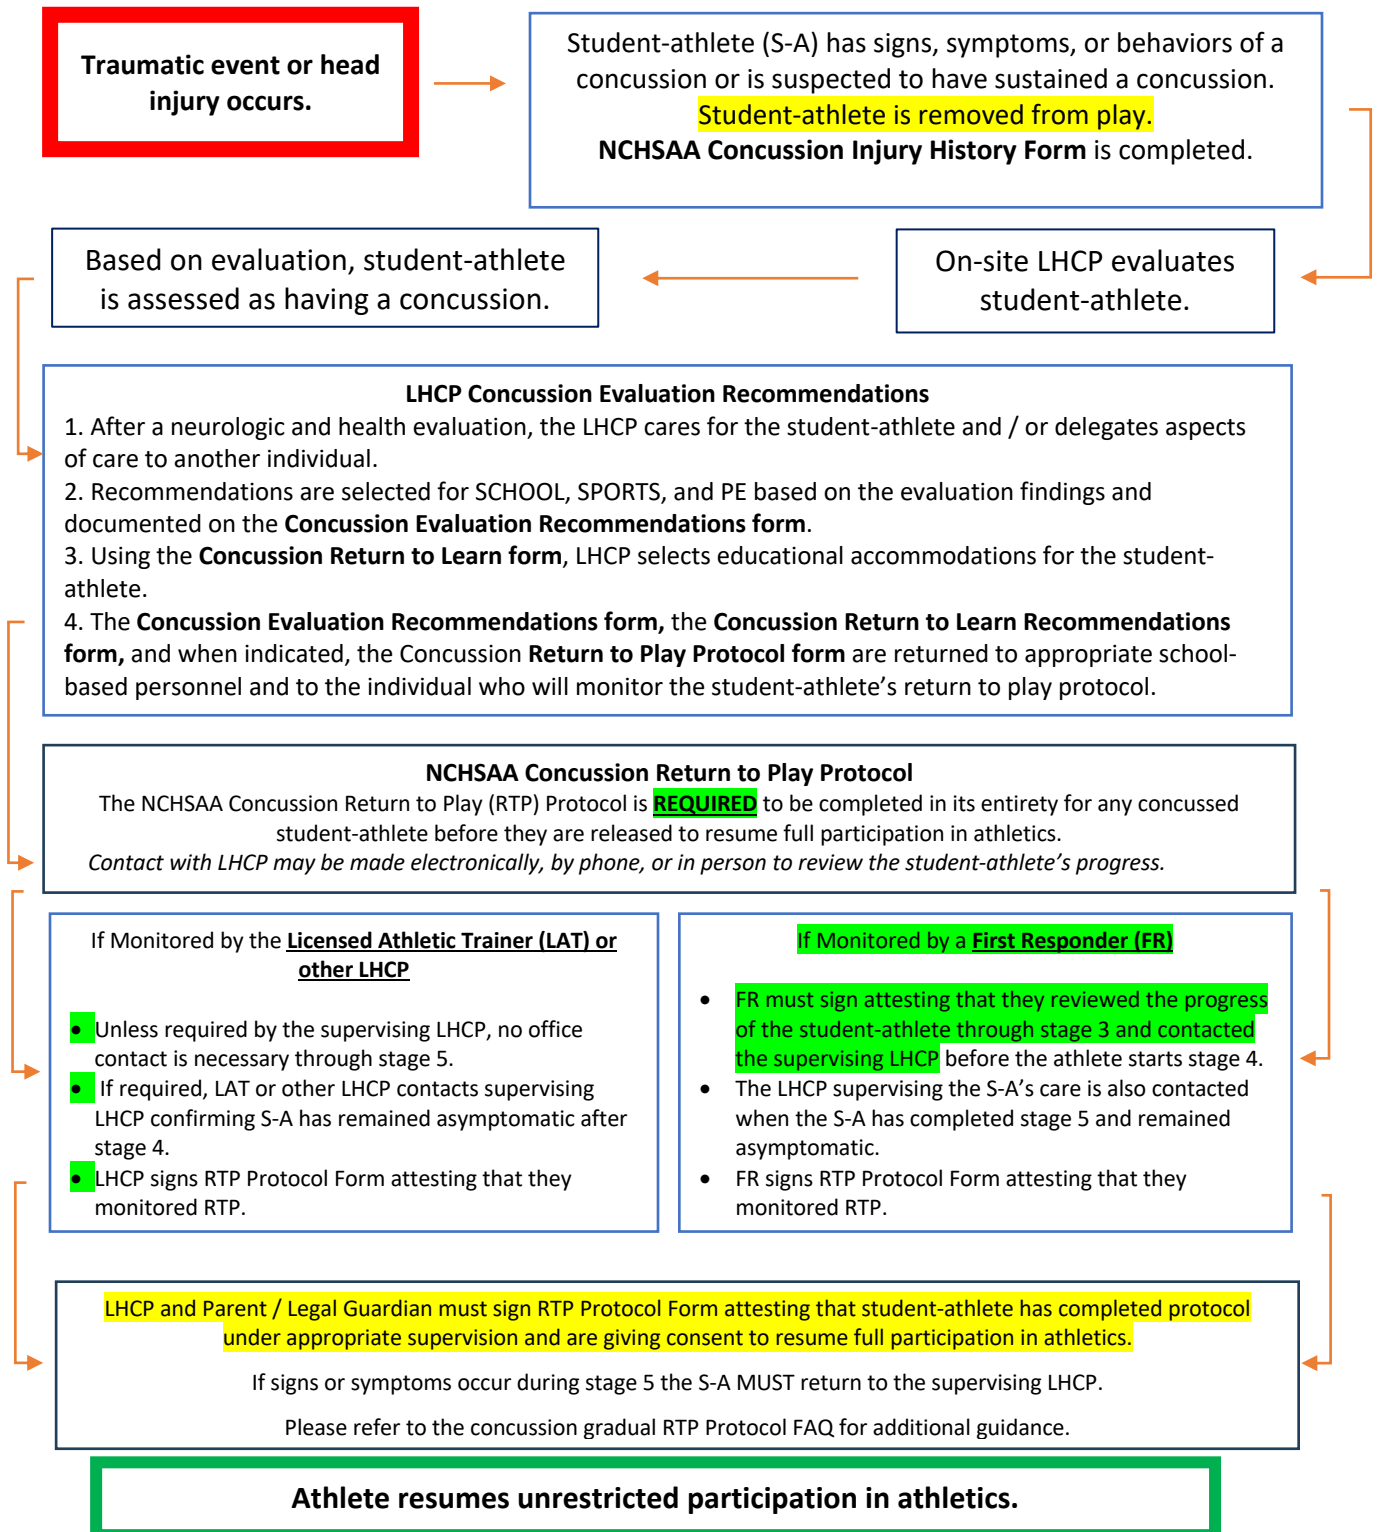 Traumatic event or head
injury occurs.
Student-athlete (S-A) has signs, symptoms, or behaviors of a
concussion or is suspected to have sustained a concussion.
Student-athlete is removed from play.
NCHSAA Concussion Injury History Form is completed.
On-site LHCP evaluates
student-athlete.
Based on evaluation, student-athlete
is assessed as having a concussion.
LHCP Concussion Evaluation Recommendations
1. After a neurologic and health evaluation, the LHCP cares for the student-athlete and / or delegates aspects
of care to another individual.
2. Recommendations are selected for SCHOOL, SPORTS, and PE based on the evaluation findings and
documented on the Concussion Evaluation Recommendations form.
3. Using the Concussion Return to Learn form, LHCP selects educational accommodations for the student-
athlete.
4. The Concussion Evaluation Recommendations form, the Concussion Return to Learn Recommendations
form, and when indicated, the Concussion Return to Play Protocol form are returned to appropriate school-
based personnel and to the individual who will monitor the student-athlete's return to play protocol.
NCHSAA Concussion Return to Play Protocol
The NCHSAA Concussion Return to Play (RTP) Protocol is REQUIRED to be completed in its entirety for any concussed
student-athlete before they are released to resume full participation in athletics.
Contact with LHCP may be made electronically, by phone, or in person to review the student-athlete's progress.
If Monitored by the Licensed Athletic Trainer (LAT) or
other LHCP
• Unless required by the supervising LHCP, no office
contact is necessary through stage 5.
• If required, LAT or other LHCP contacts supervising
LHCP confirming S-A has remained asymptomatic after
stage 4.
• LHCP signs RTP Protocol Form attesting that they
monitored RTP.
If Monitored by a First Responder (FR)
• FR must sign attesting that they reviewed the progress
of the student-athlete through stage 3 and contacted
the supervising LHCP before the athlete starts stage 4.
• The LHCP supervising the S-A's care is also contacted
when the S-A has completed stage 5 and remained
asymptomatic.
• FR signs RTP Protocol Form attesting that they
monitored RTP.
LHCP and Parent / Legal Guardian must sign RTP Protocol Form attesting that student-athlete has completed protocol
under appropriate supervision and are giving consent to resume full participation in athletics.
If signs or symptoms occur during stage 5 the S-A MUST return to the supervising LHCP.
Please refer to the concussion gradual RTP Protocol FAQ for additional guidance.
Athlete resumes unrestricted participation in athletics.